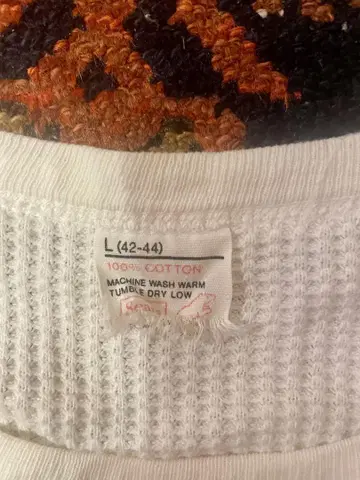 L (42-44)
100% COTTON
MACHINE WASH WARM
TUMBLE DRY LOW